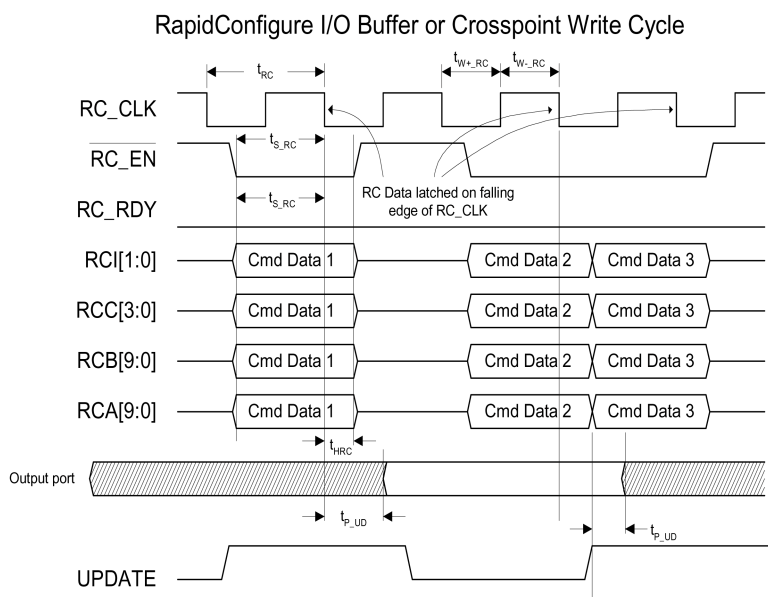 RapidConfigure I/O Buffer or Crosspoint Write Cycle
tRC
tW+_RC
tW-_RC
RC_CLK
tS_RC
RC_EN
tS_RC
RC Data latched on falling
edge of RC_CLK
RC_RDY
RCI[1:0]
Cmd Data 1
Cmd Data 2
Cmd Data 3
RCC[3:0]
Cmd Data 1
Cmd Data 2
Cmd Data 3
RCB[9:0]
Cmd Data 1
Cmd Data 2
Cmd Data 3
RCA[9:0]
Cmd Data 1
Cmd Data 2
Cmd Data 3
tHRC
Output port
tP_UD
tP_UD
UPDATE